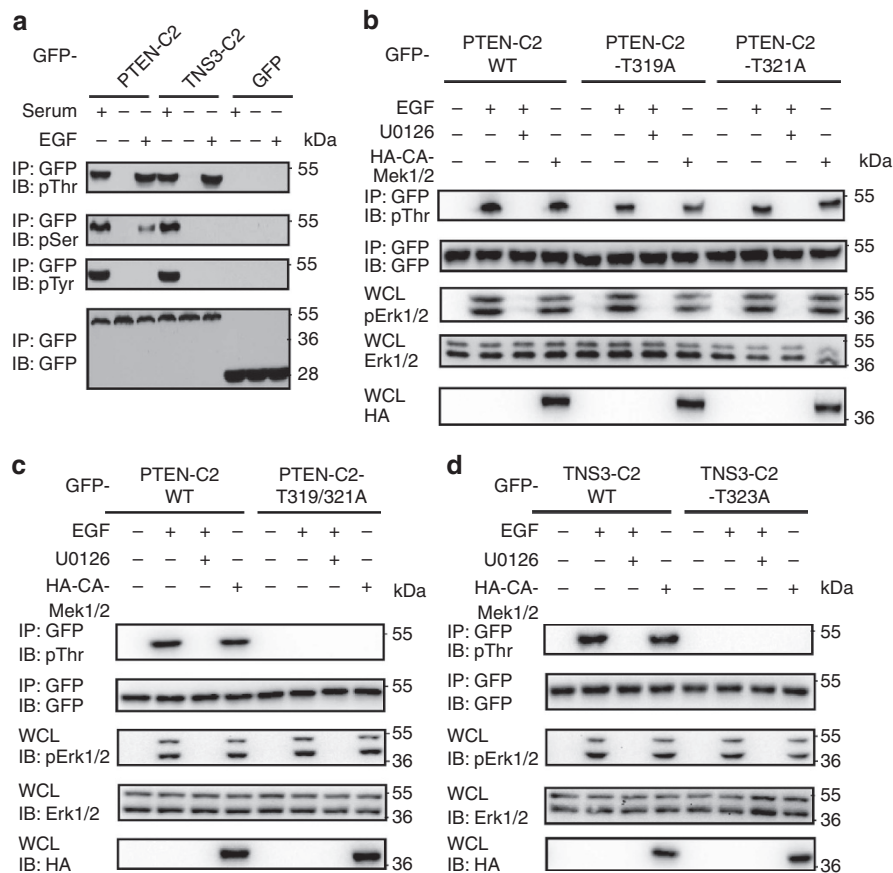 a
GFP-
PTEN-C2
TNS3-C2
GFP
Serum + – – + – – + – –
EGF – – + – – + – – + kDa
IP: GFP
IB: pThr
55
IP: GFP
IB: pSer
55
IP: GFP
IB: pTyr
55
IP: GFP
IB: GFP
55
36
28
b
GFP-
PTEN-C2
WT
PTEN-C2
-T319A
PTEN-C2
-T321A
EGF – + + – – + + – – + + –
U0126 – – + – – – + – – – + –
HA-CA-
Mek1/2
– – – + – – – + – – – + kDa
IP: GFP
IB: pThr
55
36
IP: GFP
IB: GFP
55
WCL
pErk1/2
55
36
WCL
Erk1/2
55
36
WCL
HA
36
c
GFP-
PTEN-C2
WT
PTEN-C2-
T319/321A
EGF – + + – – + + –
U0126 – – + – – – + –
HA-CA-
Mek1/2
– – – + – – – + kDa
IP: GFP
IB: pThr
55
IP: GFP
IB: GFP
55
WCL
IB: pErk1/2
55
36
WCL
IB: Erk1/2
55
36
WCL
IB: HA
36
d
GFP-
TNS3-C2
WT
TNS3-C2
-T323A
EGF – + + – – + + –
U0126 – – + – – – + –
HA-CA-
Mek1/2
– – – + – – – + kDa
IP: GFP
IB: pThr
55
IP: GFP
IB: GFP
55
WCL
IB: pErk1/2
55
36
WCL
IB: Erk1/2
55
36
WCL
IB: HA
36